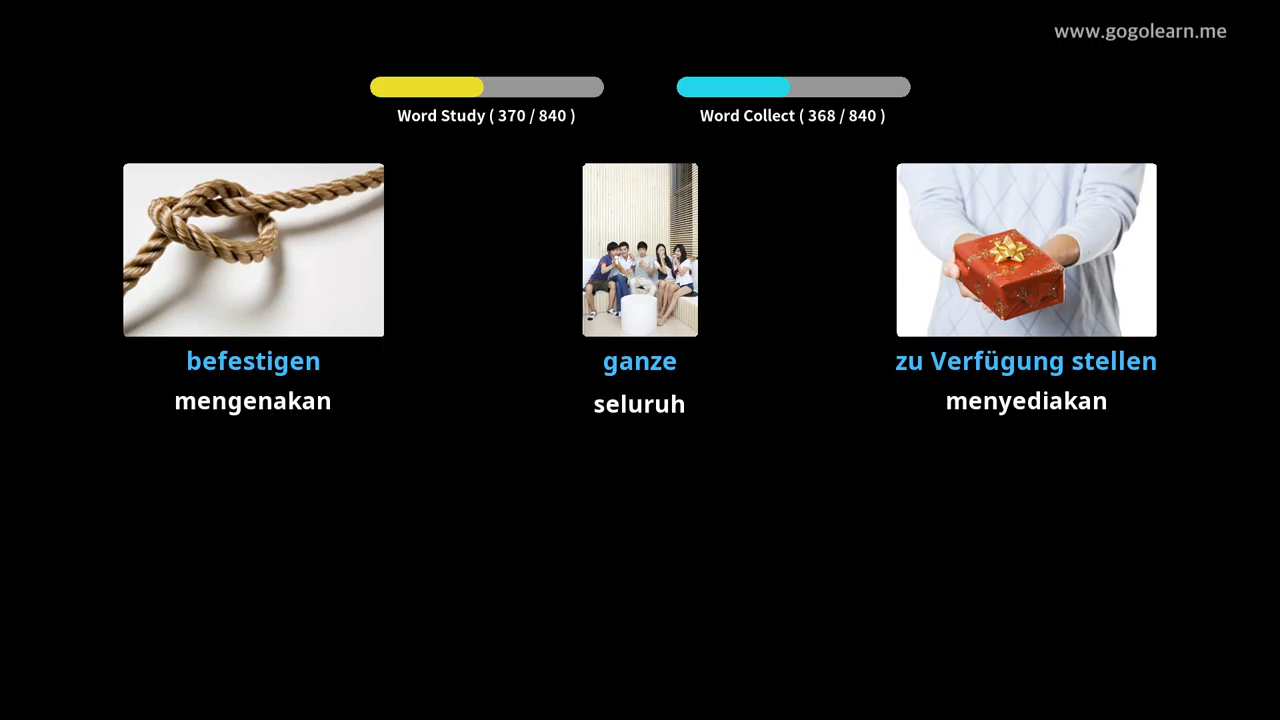 www.gogolearn.me
Word Study ( 370 / 840 )
Word Collect ( 368 / 840 )
befestigen
mengenakan
ganze
seluruh
zu Verfügung stellen
menyediakan